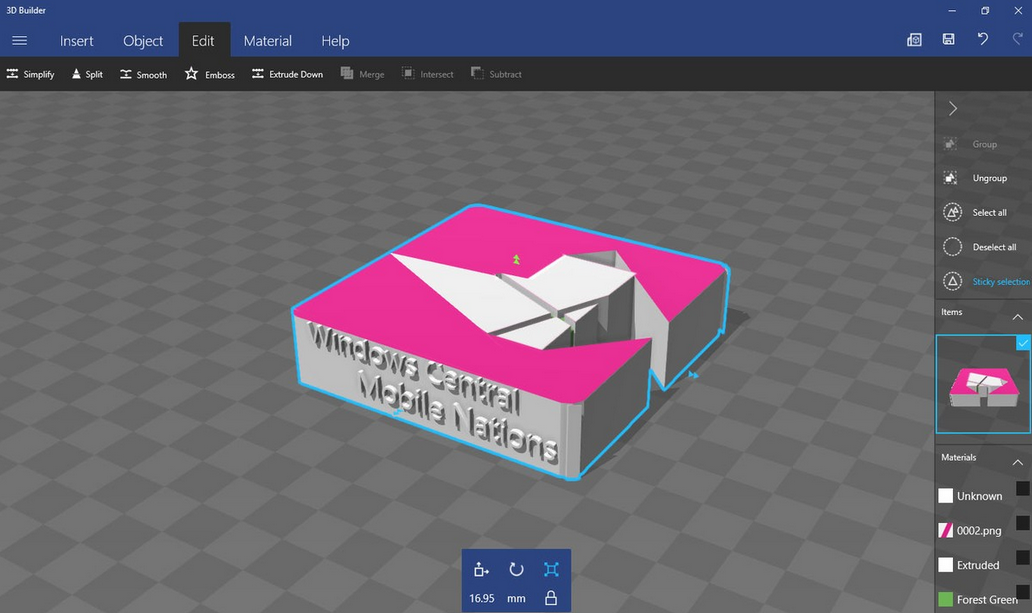 3D Builder
Insert Object Edit Material Help
Simplify Split Smooth Emboss Extrude Down Merge Intersect Subtract
Group
Ungroup
Select all
Deselect all
Sticky selection
Items
Windows Central
Mobile Nations
Materials
Unknown
0002.png
Extruded
Forest Green
16.95 mm